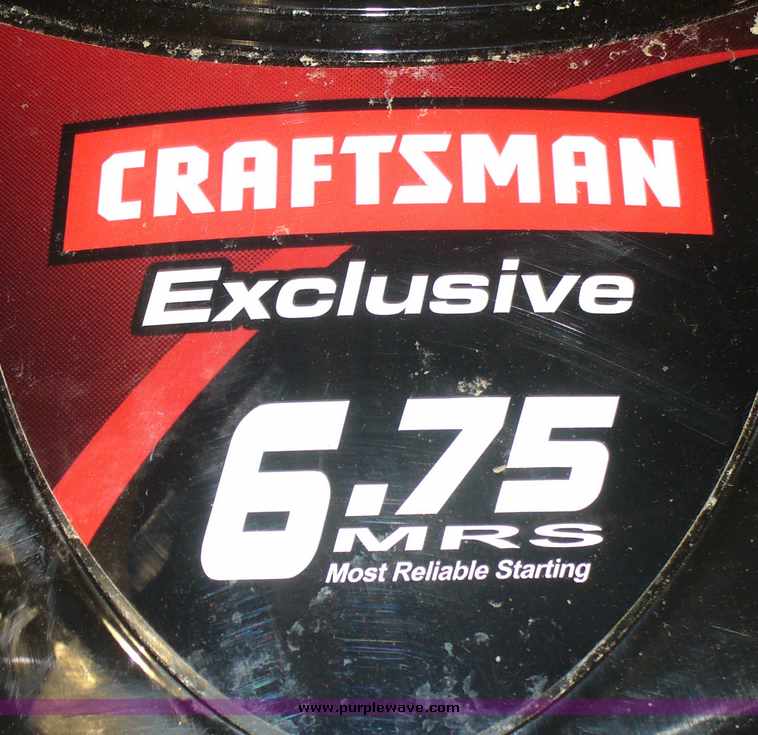 CRAFTSMAN
Exclusive
6.75
MRS
Most Reliable Starting
www.purplewave.com